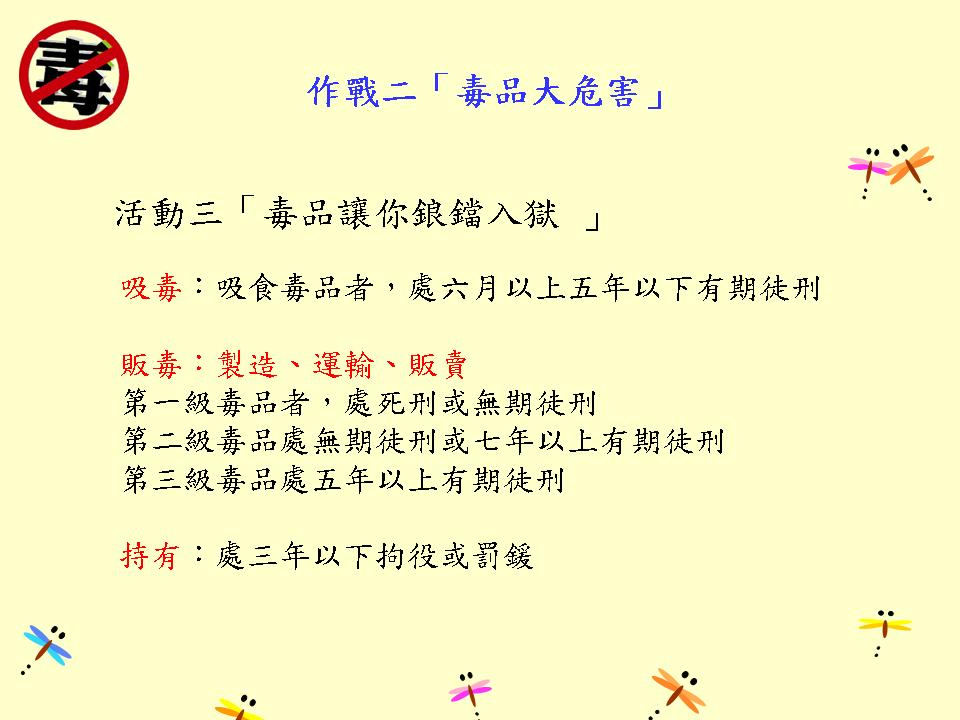 毒
作戰二「毒品大危害」
活動三「毒品讓你鋃鐺入獄 」
吸毒：吸食毒品者，處六月以上五年以下有期徒刑
販毒：製造、運輸、販賣
第一級毒品者，處死刑或無期徒刑
第二級毒品處無期徒刑或七年以上有期徒刑
第三級毒品處五年以上有期徒刑
持有：處三年以下拘役或罰鍰